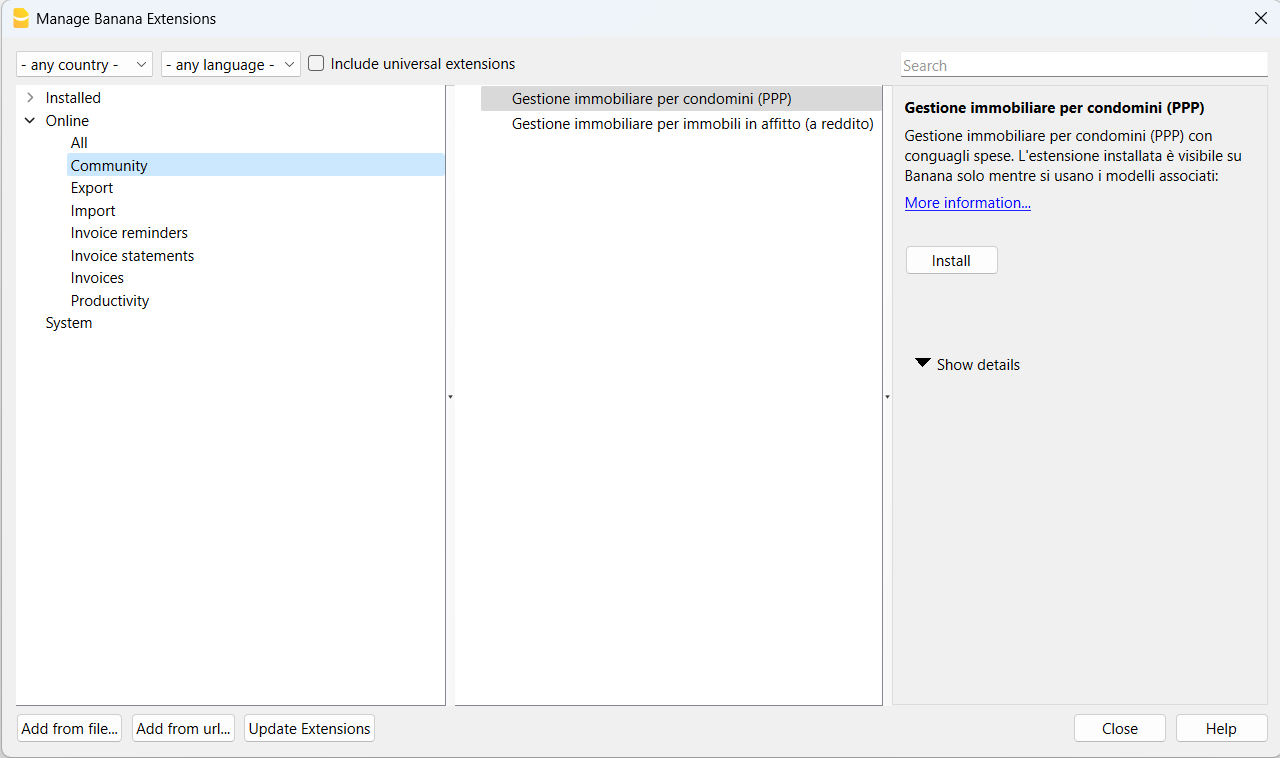 Manage Banana Extensions
- any country -
- any language -
Include universal extensions
Search
Installed
Online
All
Community
Export
Import
Invoice reminders
Invoice statements
Invoices
Productivity
System
Gestione immobiliare per condomini (PPP)
Gestione immobiliare per immobili in affitto (a reddito)
Gestione immobiliare per condomini (PPP)
Gestione immobiliare per condomini (PPP) con
conguagli spese. L'estensione installata è visibile su
Banana solo mentre si usano i modelli associati:
More information...
Install
Show details
Add from file...
Add from url...
Update Extensions
Close
Help